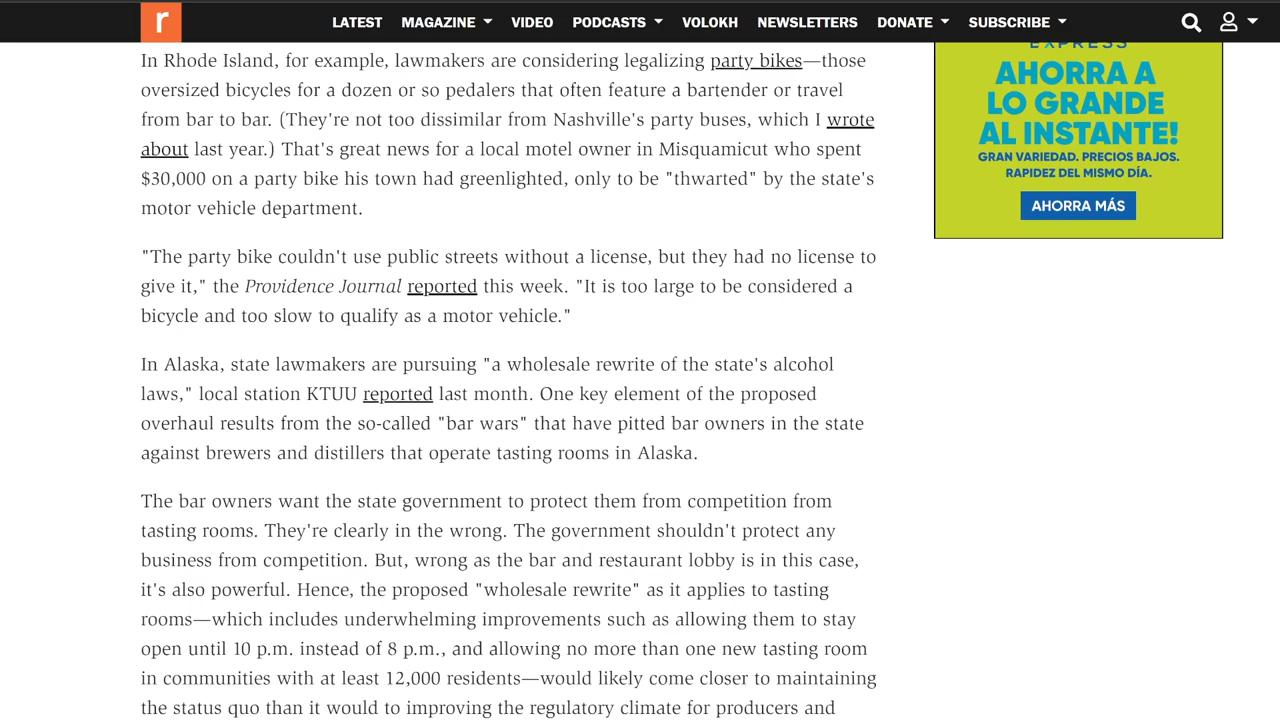 r LATEST MAGAZINE VIDEO PODCASTS VOLOKH NEWSLETTERS DONATE SUBSCRIBE
In Rhode Island, for example, lawmakers are considering legalizing party bikes—those
oversized bicycles for a dozen or so pedalers that often feature a bartender or travel
from bar to bar. (They're not too dissimilar from Nashville's party buses, which I wrote
about last year.) That's great news for a local motel owner in Misquamicut who spent
$30,000 on a party bike his town had greenlighted, only to be "thwarted" by the state's
motor vehicle department.
"The party bike couldn't use public streets without a license, but they had no license to
give it," the Providence Journal reported this week. "It is too large to be considered a
bicycle and too slow to qualify as a motor vehicle."
In Alaska, state lawmakers are pursuing "a wholesale rewrite of the state's alcohol
laws," local station KTUU reported last month. One key element of the proposed
overhaul results from the so-called "bar wars" that have pitted bar owners in the state
against brewers and distillers that operate tasting rooms in Alaska.
The bar owners want the state government to protect them from competition from
tasting rooms. They're clearly in the wrong. The government shouldn't protect any
business from competition. But, wrong as the bar and restaurant lobby is in this case,
it's also powerful. Hence, the proposed "wholesale rewrite" as it applies to tasting
rooms—which includes underwhelming improvements such as allowing them to stay
open until 10 p.m. instead of 8 p.m., and allowing no more than one new tasting room
in communities with at least 12,000 residents—would likely come closer to maintaining
the status quo than it would to improving the regulatory climate for producers and
EXPRESS
AHORRA A
LO GRANDE
AL INSTANTE!
GRAN VARIEDAD. PRECIOS BAJOS.
RAPIDEZ DEL MISMO DÍA.
AHORRA MÁS